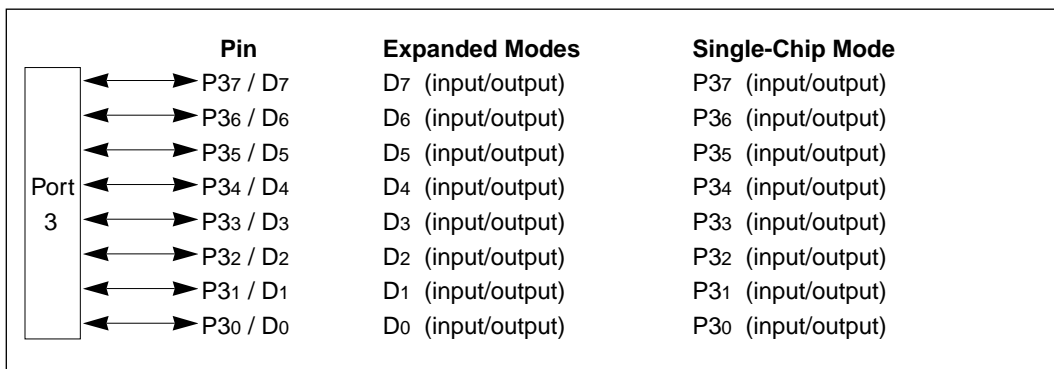 Pin Expanded Modes Single-Chip Mode
P37 / D7 D7 (input/output) P37 (input/output)
P36 / D6 D6 (input/output) P36 (input/output)
P35 / D5 D5 (input/output) P35 (input/output)
Port P34 / D4 D4 (input/output) P34 (input/output)
3 P33 / D3 D3 (input/output) P33 (input/output)
P32 / D2 D2 (input/output) P32 (input/output)
P31 / D1 D1 (input/output) P31 (input/output)
P30 / D0 D0 (input/output) P30 (input/output)